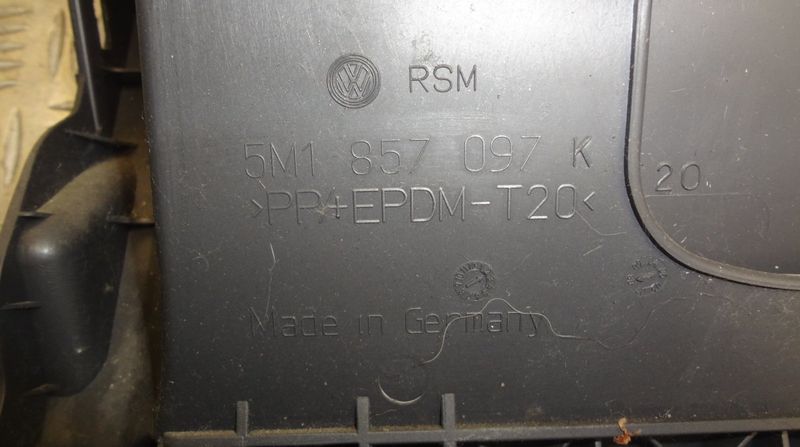 RSM
5M1 857 097 K
>PP+EPDM-T20<
20
Made in Germany